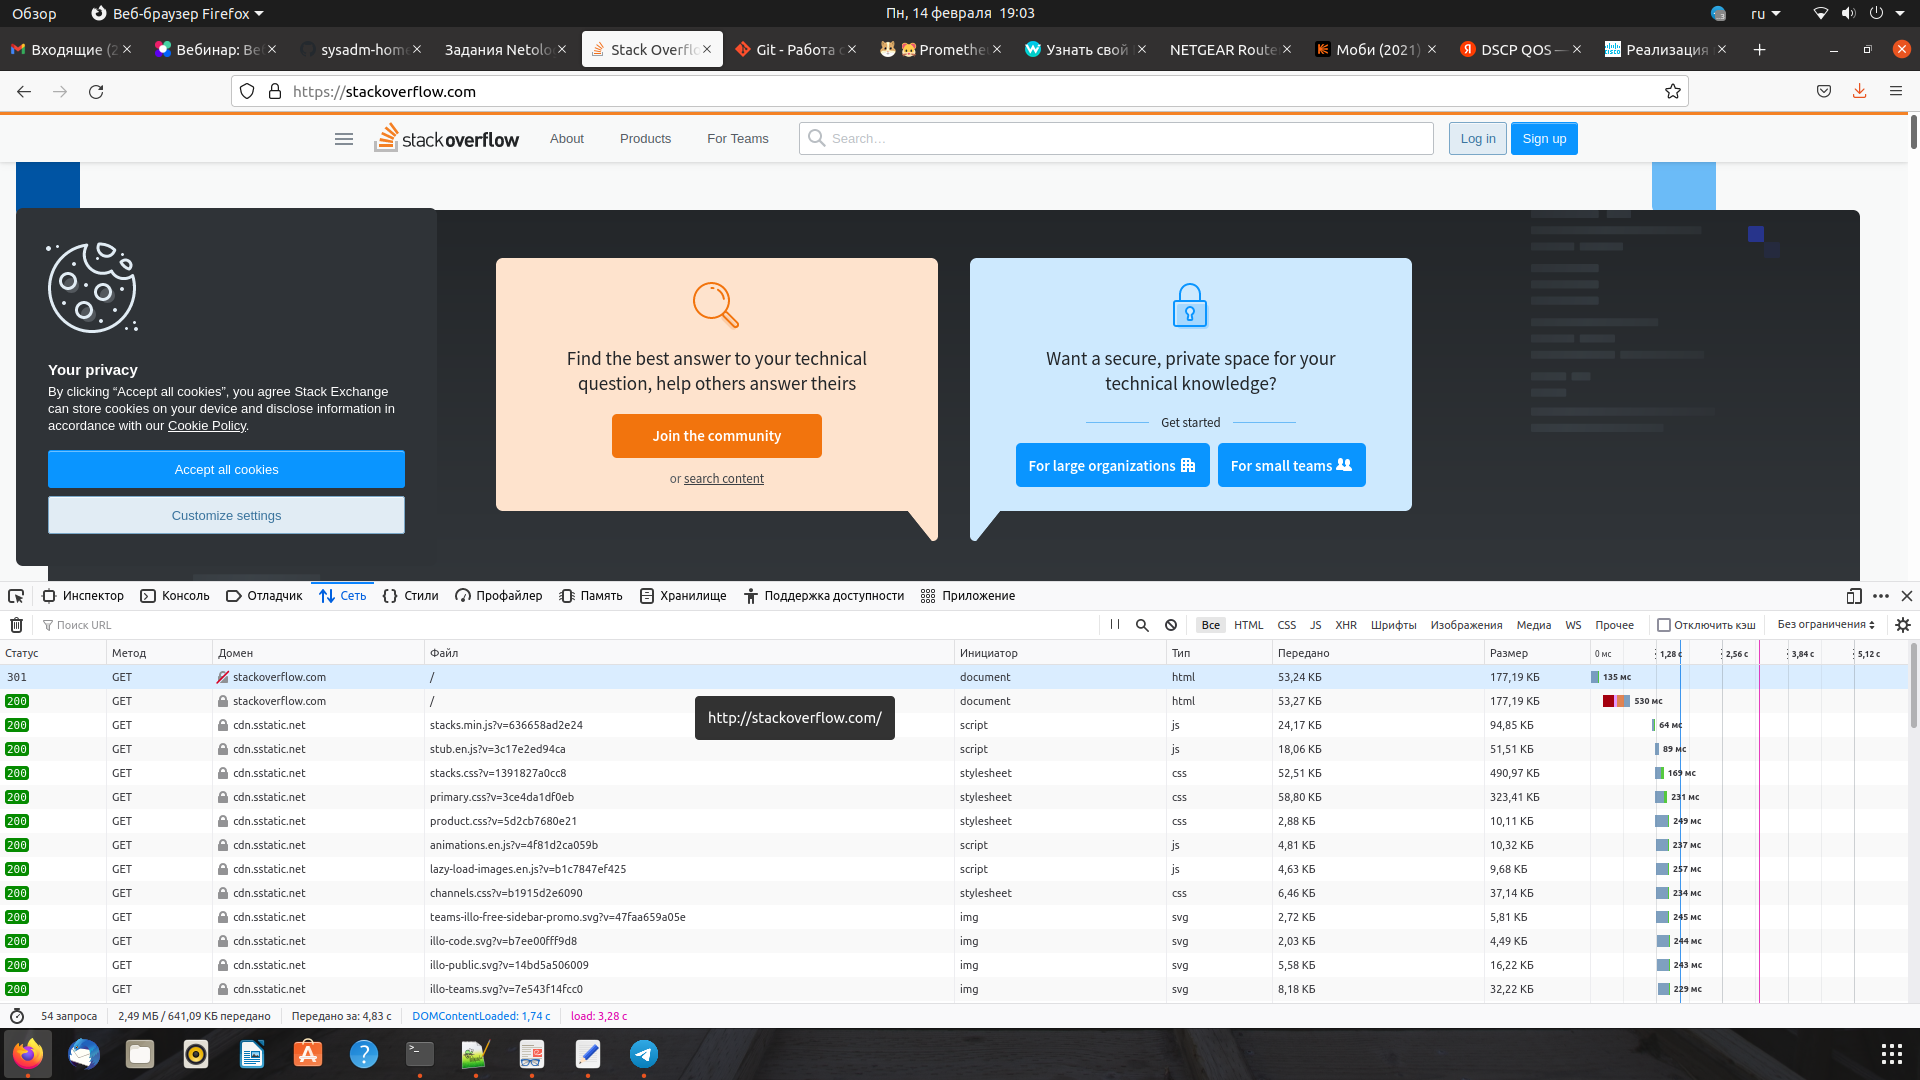 Обзор
Веб-браузер Firefox
Пн, 14 февраля 19:03
ru
Входящие (2
Вебинар: Ве
sysadm-hom
Задания Netolo
Stack Overfl
Git - Работа с
Prometheu
Узнать свой
NETGEAR Route
Моби (2021)
DSCP QOS —
Реализация
https://stackoverflow.com
stackoverflow
About
Products
For Teams
Search...
Log in
Sign up
Your privacy
By clicking “Accept all cookies”, you agree Stack Exchange
can store cookies on your device and disclose information in
accordance with our Cookie Policy.
Accept all cookies
Customize settings
Find the best answer to your technical
question, help others answer theirs
Join the community
or search content
Want a secure, private space for your
technical knowledge?
Get started
For large organizations
For small teams
Инспектор
Консоль
Отладчик
Сеть
Стили
Профайлер
Память
Хранилище
Поддержка доступности
Приложение
Поиск URL
Все
HTML
CSS
JS
XHR
Шрифты
Изображения
Медиа
WS
Прочее
Отключить кэш
Без ограничения
Статус Метод Домен Файл Инициатор Тип Передано Размер 0 мс 1,28 с 2,56 с 3,84 с 5,12 с
301 GET stackoverflow.com / document html 53,24 КБ 177,19 КБ 135 мс
200 GET stackoverflow.com / document html 53,27 КБ 177,19 КБ 530 мс
http://stackoverflow.com/
200 GET cdn.sstatic.net stacks.min.js?v=636658ad2e24 script js 24,17 КБ 94,85 КБ 64 мс
200 GET cdn.sstatic.net stub.en.js?v=3c17e2ed94ca script js 18,06 КБ 51,51 КБ 89 мс
200 GET cdn.sstatic.net stacks.css?v=1391827a0cc8 stylesheet css 52,51 КБ 490,97 КБ 169 мс
200 GET cdn.sstatic.net primary.css?v=3ce4da1df0eb stylesheet css 58,80 КБ 323,41 КБ 231 мс
200 GET cdn.sstatic.net product.css?v=5d2cb7680e21 stylesheet css 2,88 КБ 10,11 КБ 249 мс
200 GET cdn.sstatic.net animations.en.js?v=4f81d2ca059b script js 4,81 КБ 10,32 КБ 237 мс
200 GET cdn.sstatic.net lazy-load-images.en.js?v=b1c7847ef425 script js 4,63 КБ 9,68 КБ 257 мс
200 GET cdn.sstatic.net channels.css?v=b1915d2e6090 stylesheet css 6,46 КБ 37,14 КБ 234 мс
200 GET cdn.sstatic.net teams-illo-free-sidebar-promo.svg?v=47faa659a05e img svg 2,72 КБ 5,81 КБ 245 мс
200 GET cdn.sstatic.net illo-code.svg?v=b7ee00fff9d8 img svg 2,03 КБ 4,49 КБ 244 мс
200 GET cdn.sstatic.net illo-public.svg?v=14bd5a506009 img svg 5,58 КБ 16,22 КБ 243 мс
200 GET cdn.sstatic.net illo-teams.svg?v=7e543f14fcc0 img svg 8,18 КБ 32,22 КБ 229 мс
54 запроса
2,49 МБ / 641,09 КБ передано
Передано за: 4,83 с
DOMContentLoaded: 1,74 с
load: 3,28 с